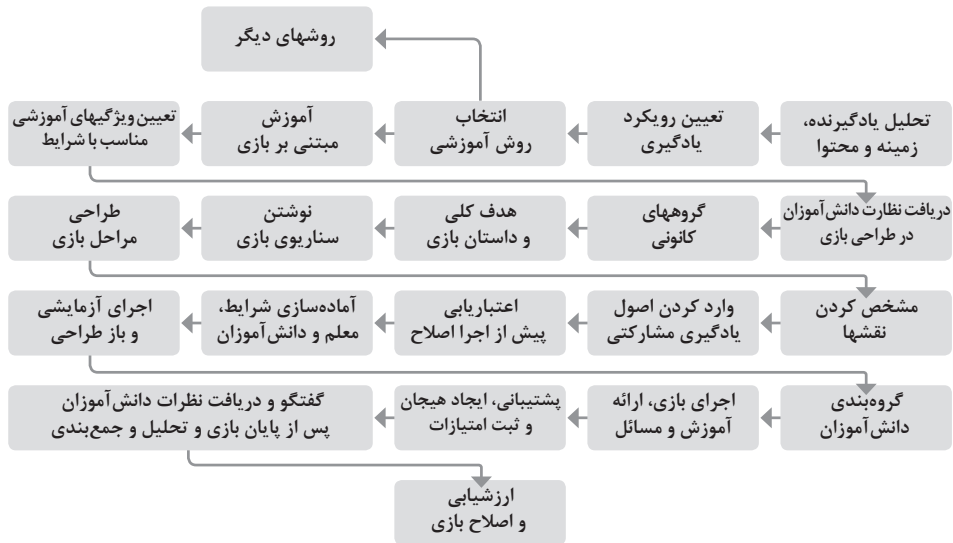 روشهای دیگر
تحلیل یادگیرنده،
زمینه و محتوا
تعیین رویکرد
یادگیری
انتخاب
روش آموزشی
آموزش
مبتنی بر بازی
تعیین ویژگیهای آموزشی
مناسب با شرایط
دریافت نظارت دانش‌آموزان
در طراحی بازی
گروههای
کانونی
هدف کلی
و داستان بازی
نوشتن
سناریوی بازی
طراحی
مراحل بازی
مشخص کردن
نقشها
وارد کردن اصول
یادگیری مشارکتی
اعتباریابی
پیش از اجرا اصلاح
آماده‌سازی شرایط،
معلم و دانش‌آموزان
اجرای آزمایشی
و باز طراحی
گروه‌بندی
دانش‌آموزان
اجرای بازی، ارائه
آموزش و مسائل
پشتیبانی، ایجاد هیجان
و ثبت امتیازات
گفتگو و دریافت نظرات دانش‌آموزان
پس از پایان بازی و تحلیل و جمع‌بندی
ارزشیابی
و اصلاح بازی